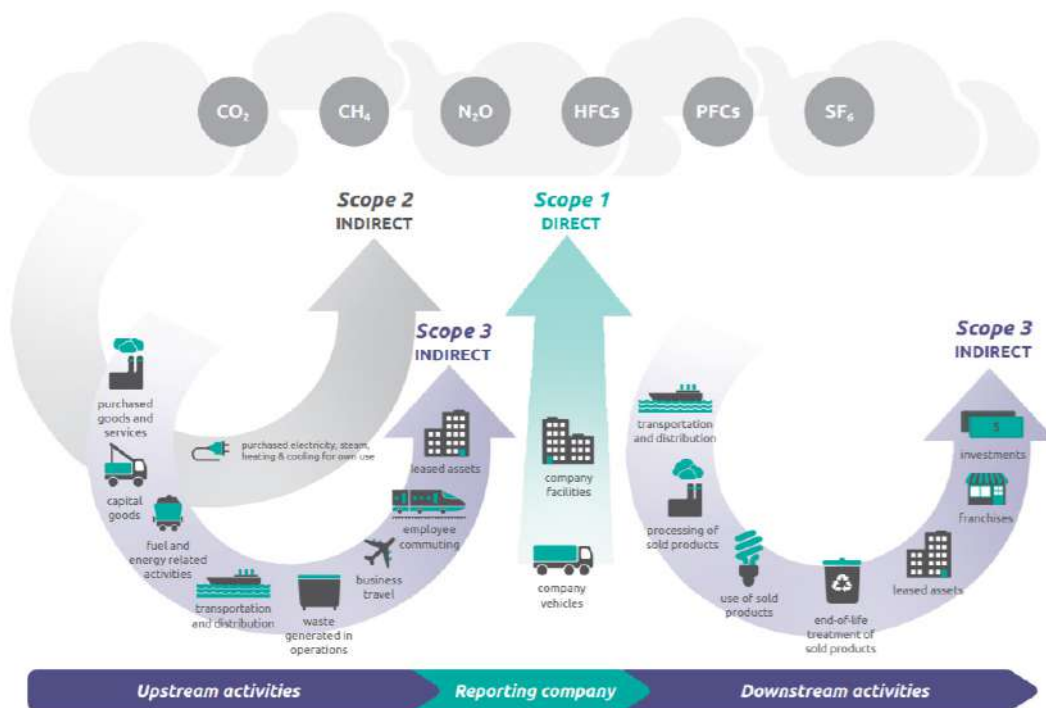 CO₂
CH₄
N₂O
HFCs
PFCs
SF₆
Scope 2
INDIRECT
Scope 1
DIRECT
Scope 3
INDIRECT
Scope 3
INDIRECT
purchased
goods and
services
capital
goods
fuel and
energy related
activities
transportation
and distribution
waste
generated in
operations
business
travel
employee
commuting
leased assets
purchased electricity, steam,
heating & cooling for own use
company
facilities
company
vehicles
transportation
and distribution
processing of
sold products
use of sold
products
end-of-life
treatment of
sold products
leased assets
franchises
$
investments
Upstream activities
Reporting company
Downstream activities